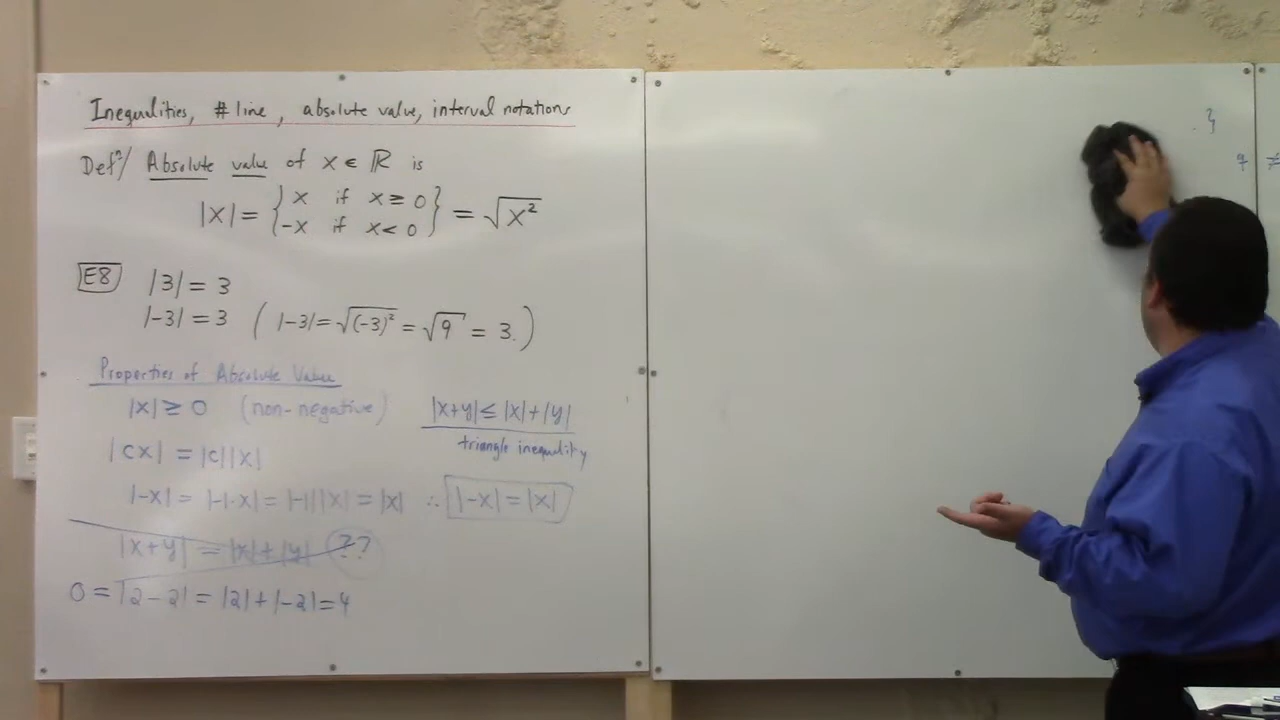 Inequalities, # line, absolute value, interval notations
Defⁿ/ Absolute value of x ∈ ℝ is
|x| = { x if x ≥ 0
-x if x < 0 } = √x²
E8 |3| = 3
|-3| = 3 ( |-3| = √(-3)² = √9 = 3. )
Properties of Absolute Value
|x| ≥ 0 (non-negative)
|cx| = |c||x|
|-x| = |-1·x| = |-1||x| = |x| ∴ |-x| = |x|
|x+y| = |x|+|y| ??
0 = |2-2| = |2|+|-2| = 4
|x+y| ≤ |x|+|y|
triangle inequality
}
q ≠